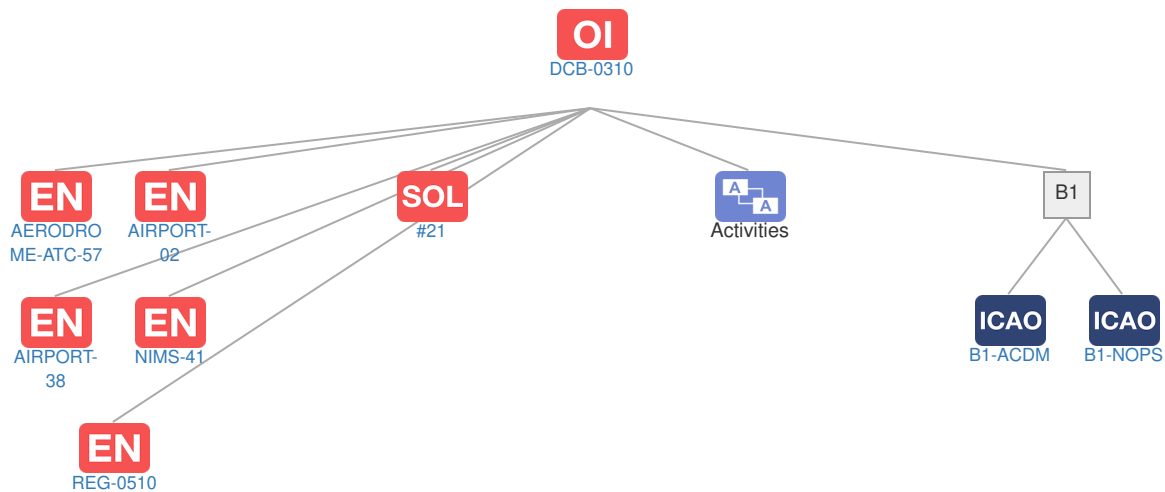 OI
DCB-0310
EN
AERODRO
ME-ATC-57
EN
AIRPORT-
02
SOL
#21
A
A
Activities
B1
EN
AIRPORT-
38
EN
NIMS-41
ICAO
B1-ACDM
ICAO
B1-NOPS
EN
REG-0510